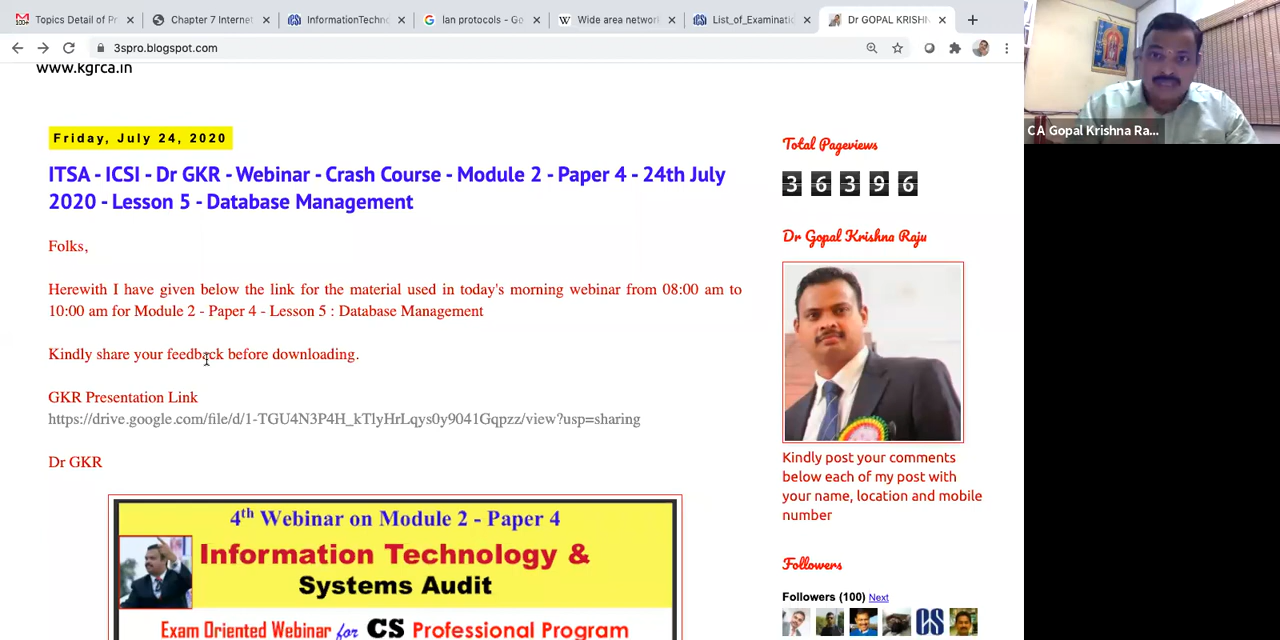 Topics Detail of Pr
Chapter 7 Internet
InformationTechno
lan protocols - Go
Wide area network
List_of_Examinatio
Dr GOPAL KRISHN
3spro.blogspot.com
www.kgrca.in
Friday, July 24, 2020
ITSA - ICSI - Dr GKR - Webinar - Crash Course - Module 2 - Paper 4 - 24th July
2020 - Lesson 5 - Database Management
Folks,
Herewith I have given below the link for the material used in today's morning webinar from 08:00 am to
10:00 am for Module 2 - Paper 4 - Lesson 5 : Database Management
Kindly share your feedback before downloading.
GKR Presentation Link
https://drive.google.com/file/d/1-TGU4N3P4H_kTIyHrLqys0y9041Gqpzz/view?usp=sharing
Dr GKR
4th Webinar on Module 2 - Paper 4
Information Technology &
Systems Audit
Exam Oriented Webinar for CS Professional Program
Total Pageviews
36396
Dr Gopal Krishna Raju
Kindly post your comments
below each of my post with
your name, location and mobile
number
Followers
Followers (100) Next
CA Gopal Krishna Ra...